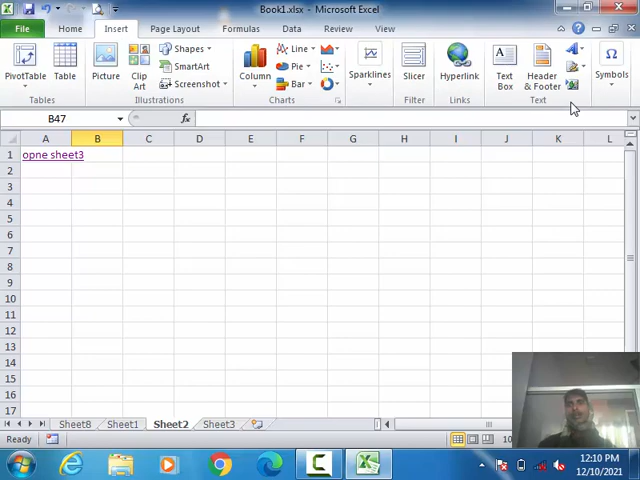 Book1.xlsx - Microsoft Excel
File Home Insert Page Layout Formulas Data Review View
PivotTable Table Picture Clip Art Shapes SmartArt Screenshot Column Line Pie Bar Sparklines Slicer Hyperlink Text Box Header & Footer Symbols
Tables Illustrations Charts Filter Links Text
B47 fx
A B C D E F G H I J K L
1 opne sheet3
2
3
4
5
6
7
8
9
10
11
12
13
14
15
16
17
Sheet8 Sheet1 Sheet2 Sheet3
Ready 10
12:10 PM
12/10/2021